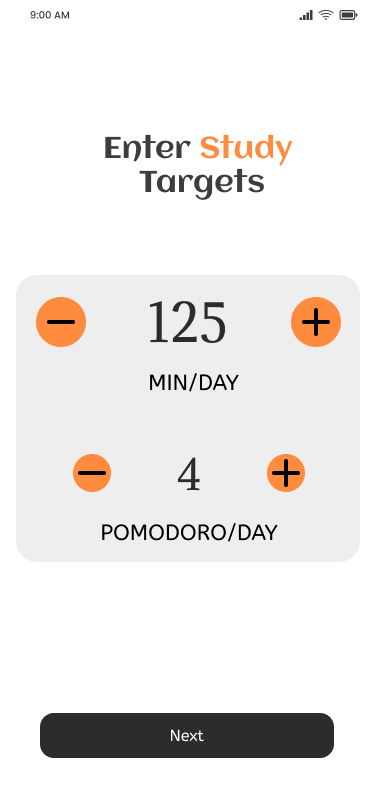 9:00 AM
Enter Study
Targets
125
MIN/DAY
4
POMODORO/DAY
Next